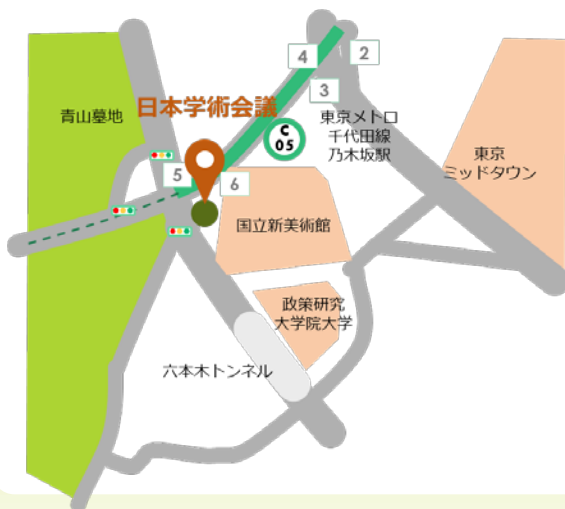 4
2
日本学術会議
3
青山墓地
C
05
東京メトロ
千代田線
乃木坂駅
東京
ミッドタウン
5
6
国立新美術館
政策研究
大学院大学
六本木トンネル